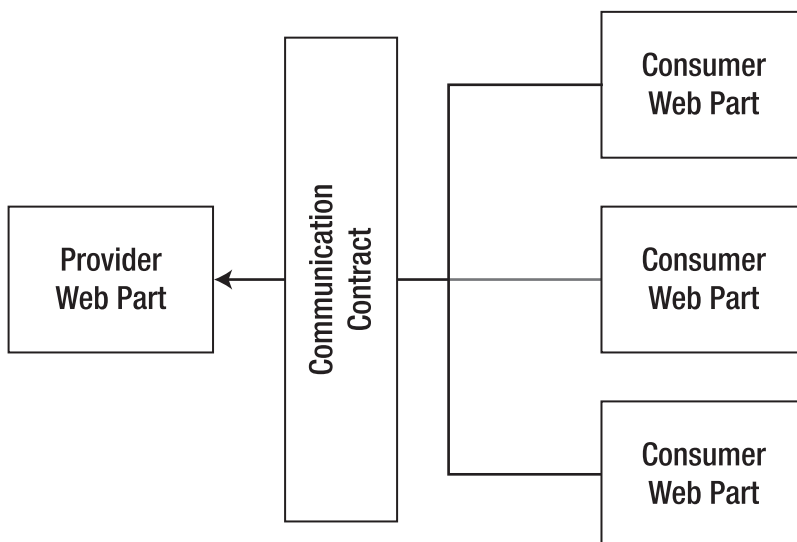 Provider
Web Part
Communication
Contract
Consumer
Web Part
Consumer
Web Part
Consumer
Web Part